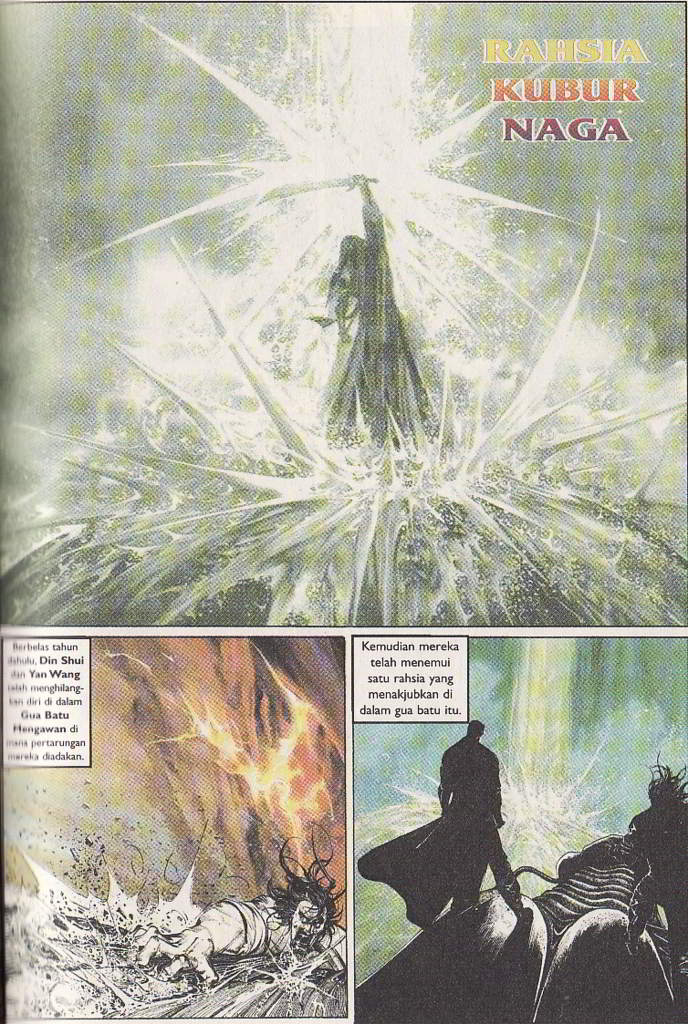 RAHSIA
KUBUR
NAGA
Berbelas tahun
dahulu, Din Shui
dan Yan Wang
telah menghilang-
kan diri di dalam
Gua Batu
Mengawan di
mana pertarungan
mereka diadakan.
Kemudian mereka
telah menemui
satu rahsia yang
menakjubkan di
dalam gua batu itu.